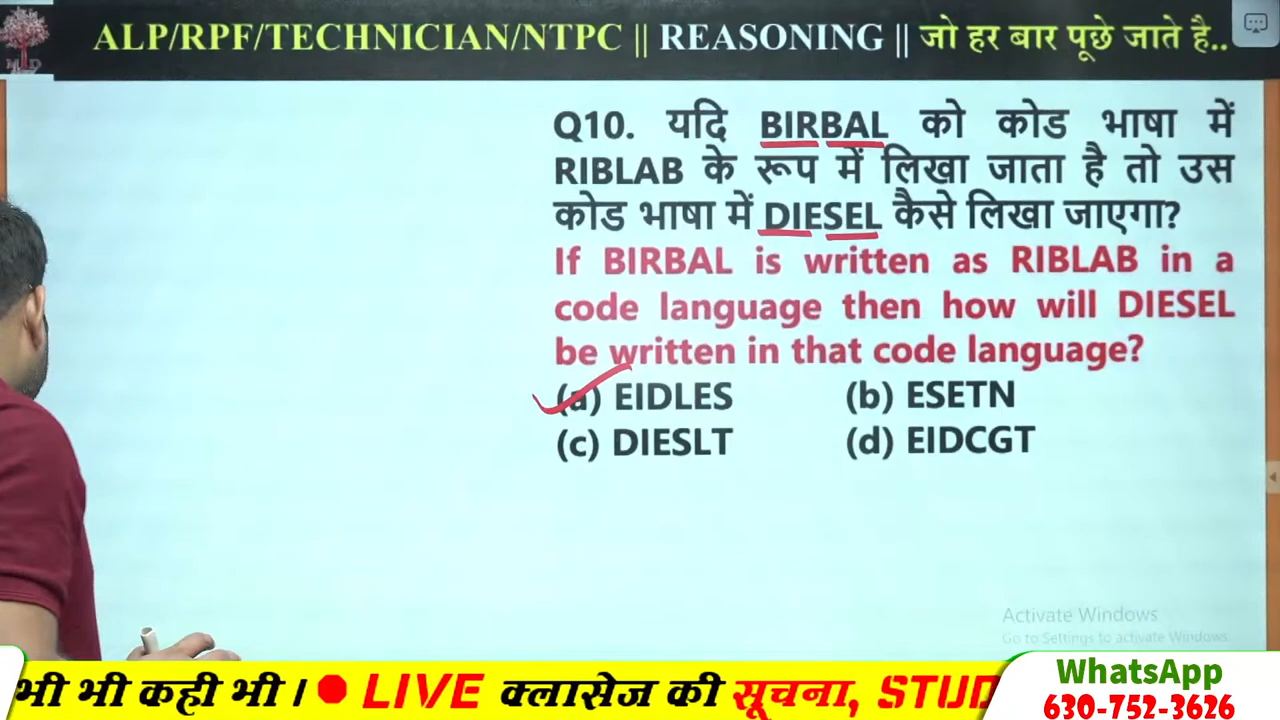 ALP/RPF/TECHNICIAN/NTPC || REASONING || जो हर बार पूछे जाते है..
Q10. यदि BIRBAL को कोड भाषा में
RIBLAB के रूप में लिखा जाता है तो उस
कोड भाषा में DIESEL कैसे लिखा जाएगा?
If BIRBAL is written as RIBLAB in a
code language then how will DIESEL
be written in that code language?
(a) EIDLES (b) ESETN
(c) DIESLT (d) EIDCGT
Activate Windows
Go to Settings to activate Windows.
भी भी कही भी । LIVE क्लासेज की सूचना, STUD
WhatsApp
630-752-3626